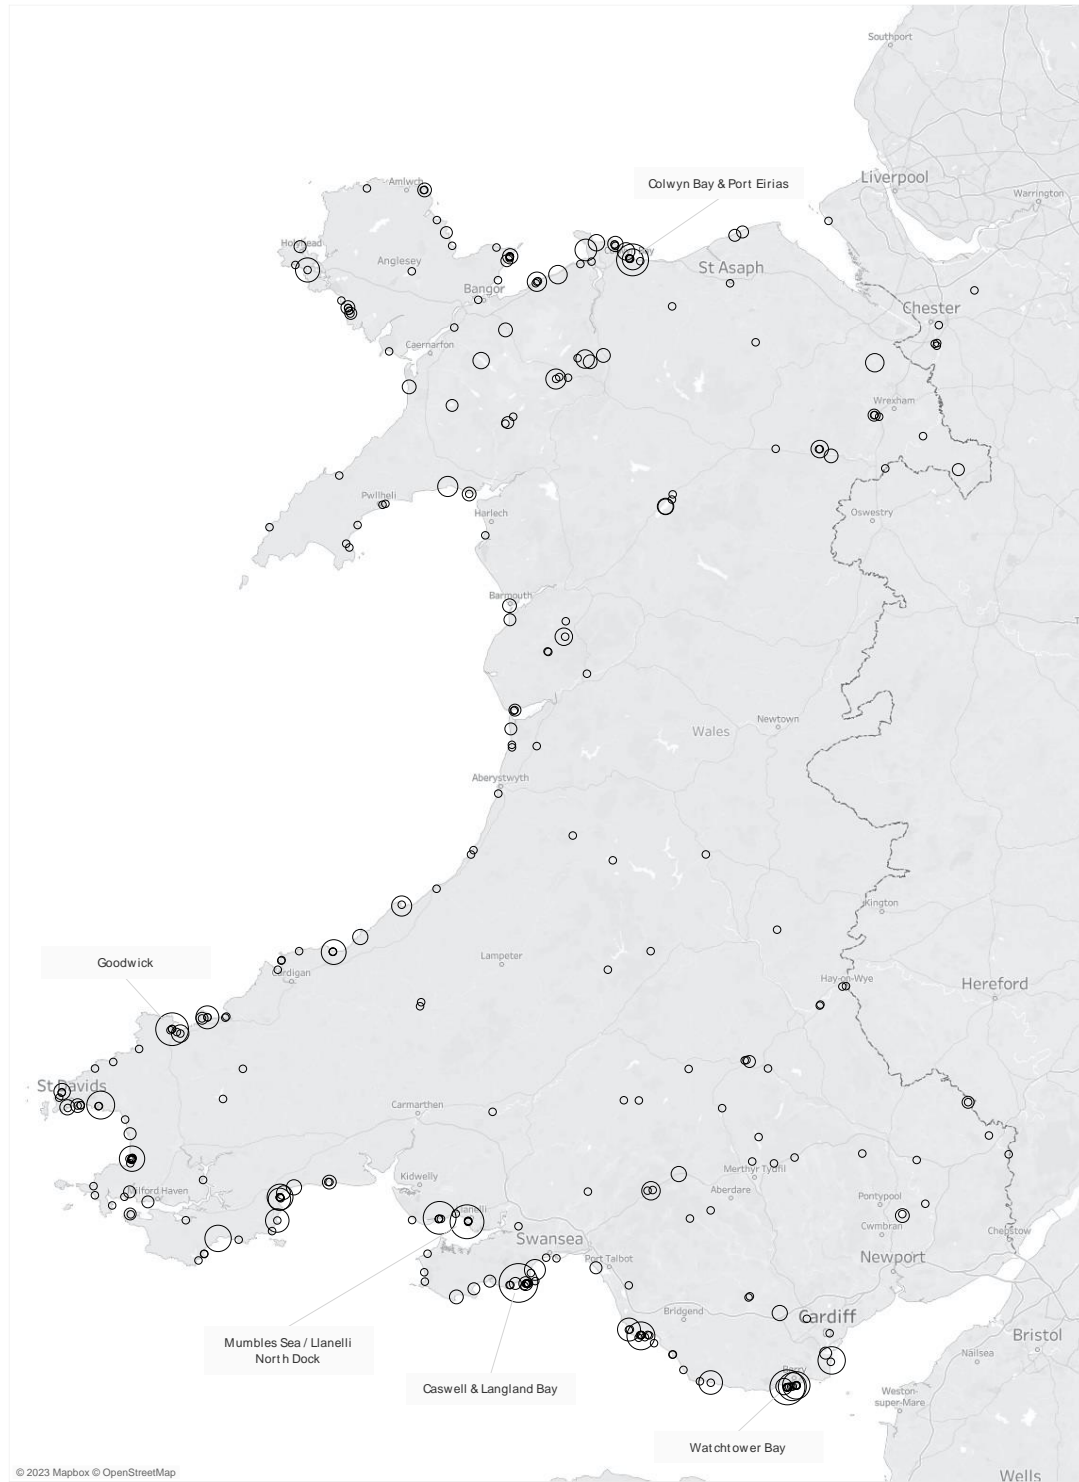 Southport
Liverpool
Warrington
Colwyn Bay & Port Eirias
Amlwch
Anglesey
St Asaph
Bangor
Chester
Caernarfon
Wrexham
Pwllheli
Harlech
Oswestry
Barmouth
Wales
Newtown
Aberystwyth
Kington
Goodwick
Lampeter
Cardigan
Hay-on-Wye
Hereford
St Davids
Carmarthen
Merthyr Tydfil
Kidwelly
Milford Haven
Aberdare
Pontypool
Cwmbran
Chepstow
Swansea
Port Talbot
Newport
Bridgend
Cardiff
Mumbles Sea / Llanelli
North Dock
Bristol
Nailsea
Barry
Caswell & Langland Bay
Weston-
super-Mare
Watchtower Bay
© 2023 Mapbox © OpenStreetMap
Wells